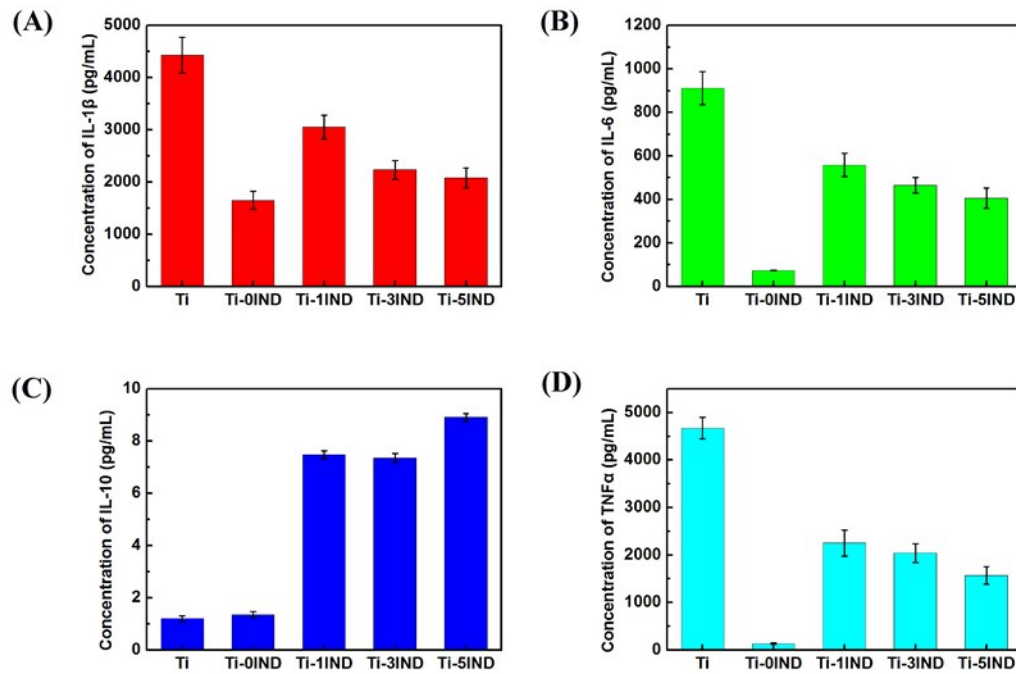 (A)
Concentration of IL-1β (pg/mL)
5000
4000
3000
2000
1000
0
Ti Ti-0IND Ti-1IND Ti-3IND Ti-5IND
(B)
Concentration of IL-6 (pg/mL)
1200
1000
800
600
400
200
0
Ti Ti-0IND Ti-1IND Ti-3IND Ti-5IND
(C)
Concentration of IL-10 (pg/mL)
10
8
6
4
2
0
Ti Ti-0IND Ti-1IND Ti-3IND Ti-5IND
(D)
Concentration of TNFα (pg/mL)
5000
4000
3000
2000
1000
0
Ti Ti-0IND Ti-1IND Ti-3IND Ti-5IND